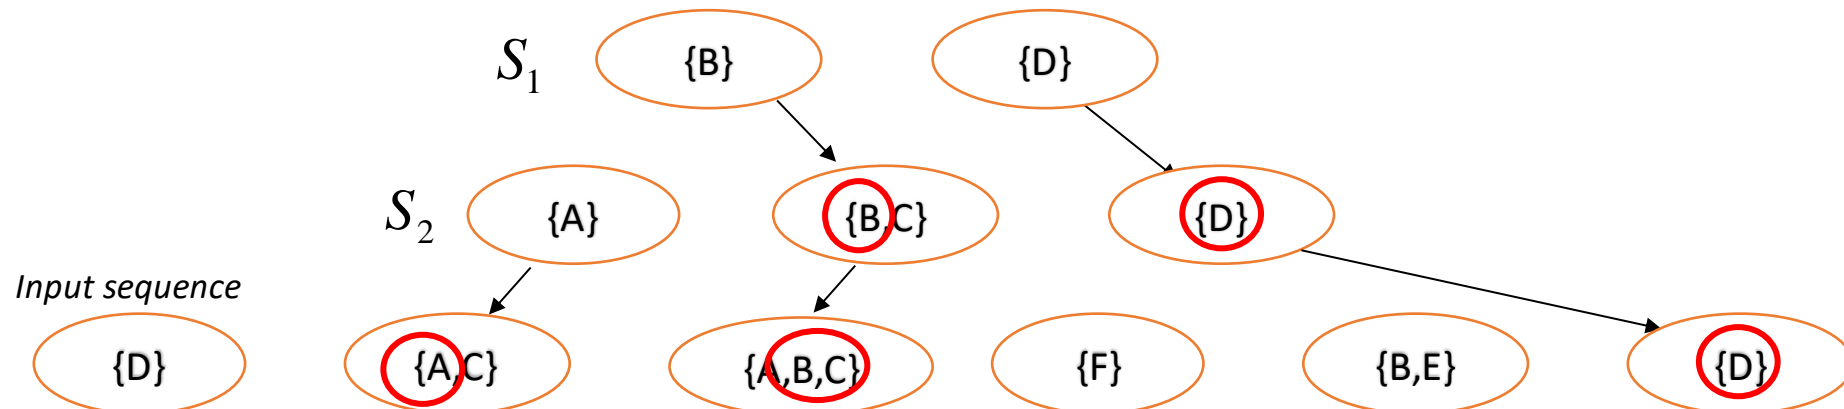 S1 {B} {D}
S2 {A} {B,C} {D}
Input sequence
{D} {A,C} {A,B,C} {F} {B,E} {D}